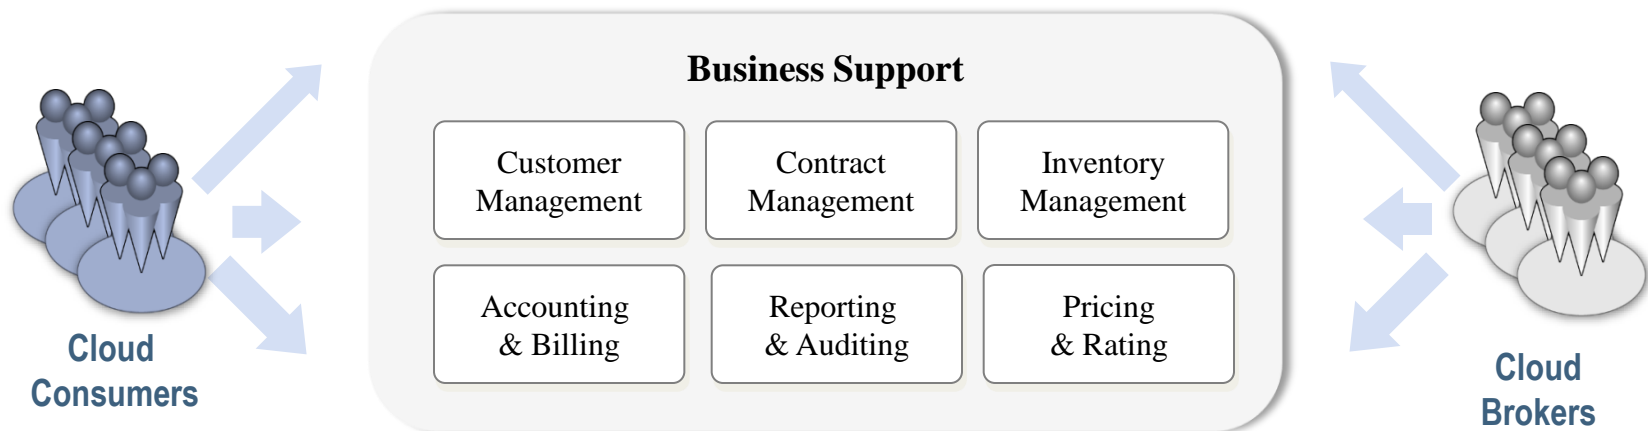 Business Support
Customer
Management
Contract
Management
Inventory
Management
Accounting
& Billing
Reporting
& Auditing
Pricing
& Rating
Cloud
Consumers
Cloud
Brokers